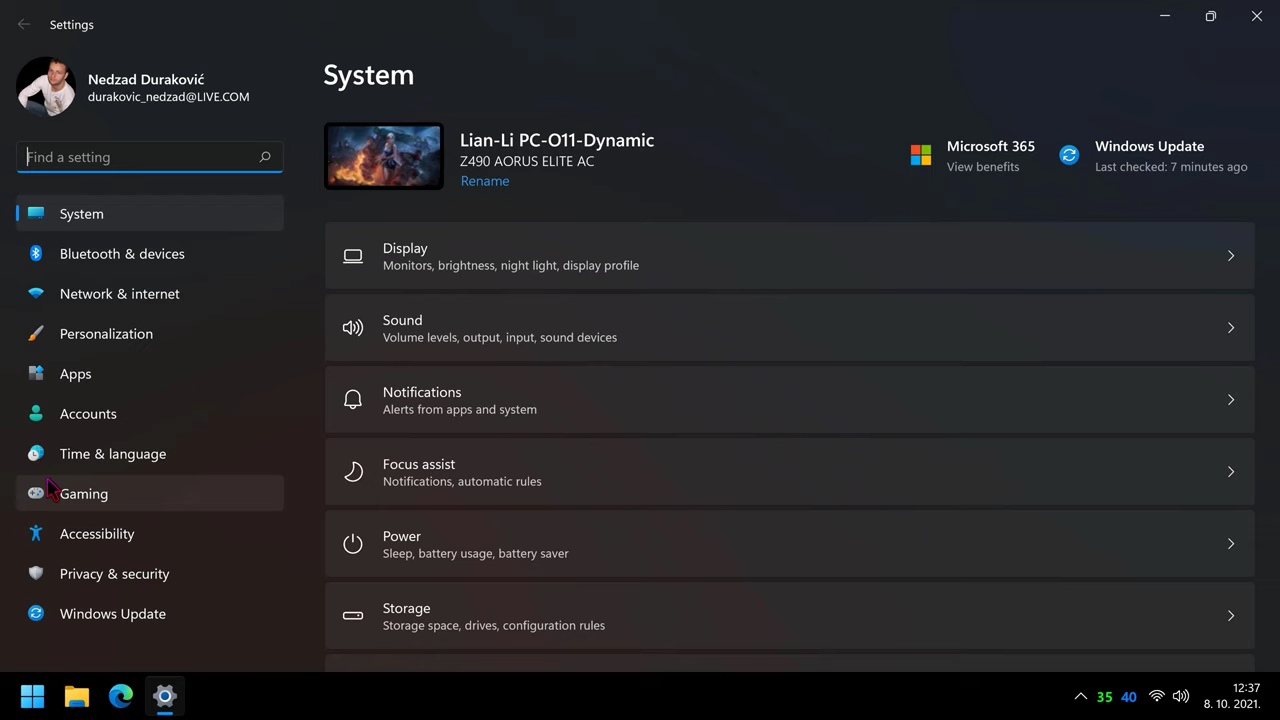 Settings
Nedzad Duraković
durakovic_nedzad@LIVE.COM
Find a setting
System
Bluetooth & devices
Network & internet
Personalization
Apps
Accounts
Time & language
Gaming
Accessibility
Privacy & security
Windows Update
System
Lian-Li PC-O11-Dynamic
Z490 AORUS ELITE AC
Rename
Microsoft 365
View benefits
Windows Update
Last checked: 7 minutes ago
Display
Monitors, brightness, night light, display profile
Sound
Volume levels, output, input, sound devices
Notifications
Alerts from apps and system
Focus assist
Notifications, automatic rules
Power
Sleep, battery usage, battery saver
Storage
Storage space, drives, configuration rules
35 40
12:37
8. 10. 2021.